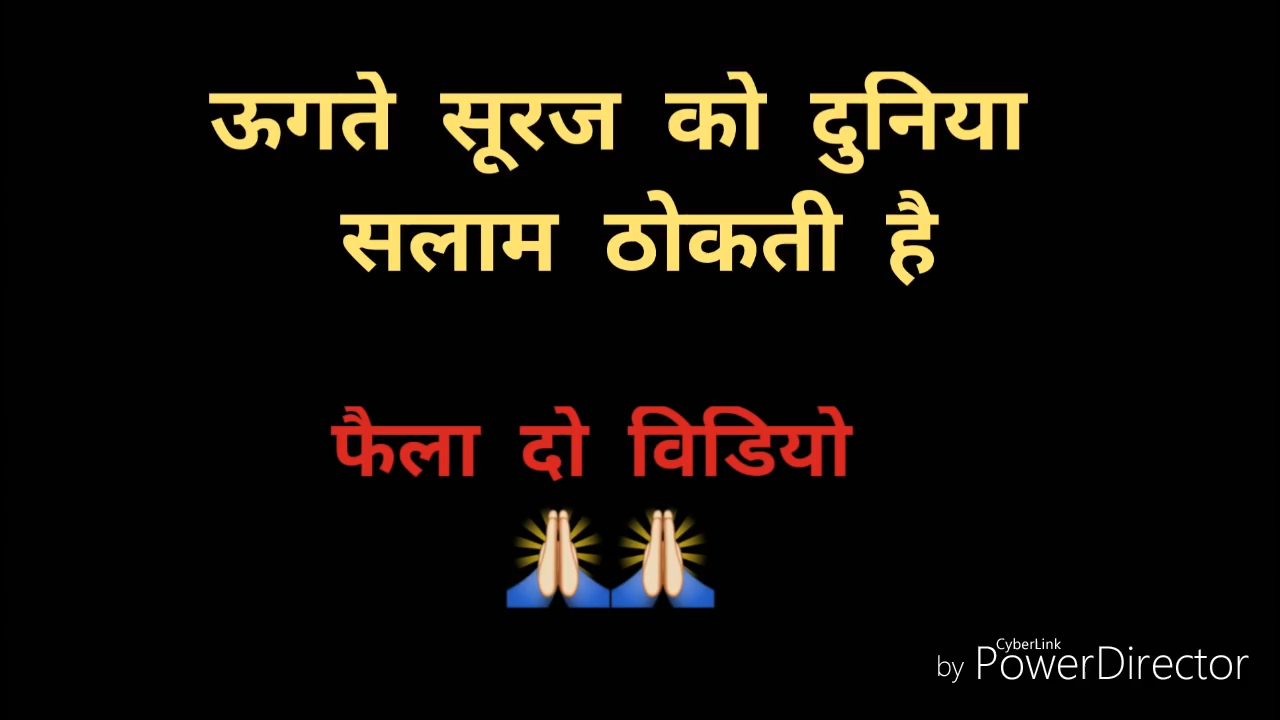 ऊगते सूरज को दुनिया
सलाम ठोकती है
फैला दो विडियो
🙏🙏
CyberLink
by PowerDirector